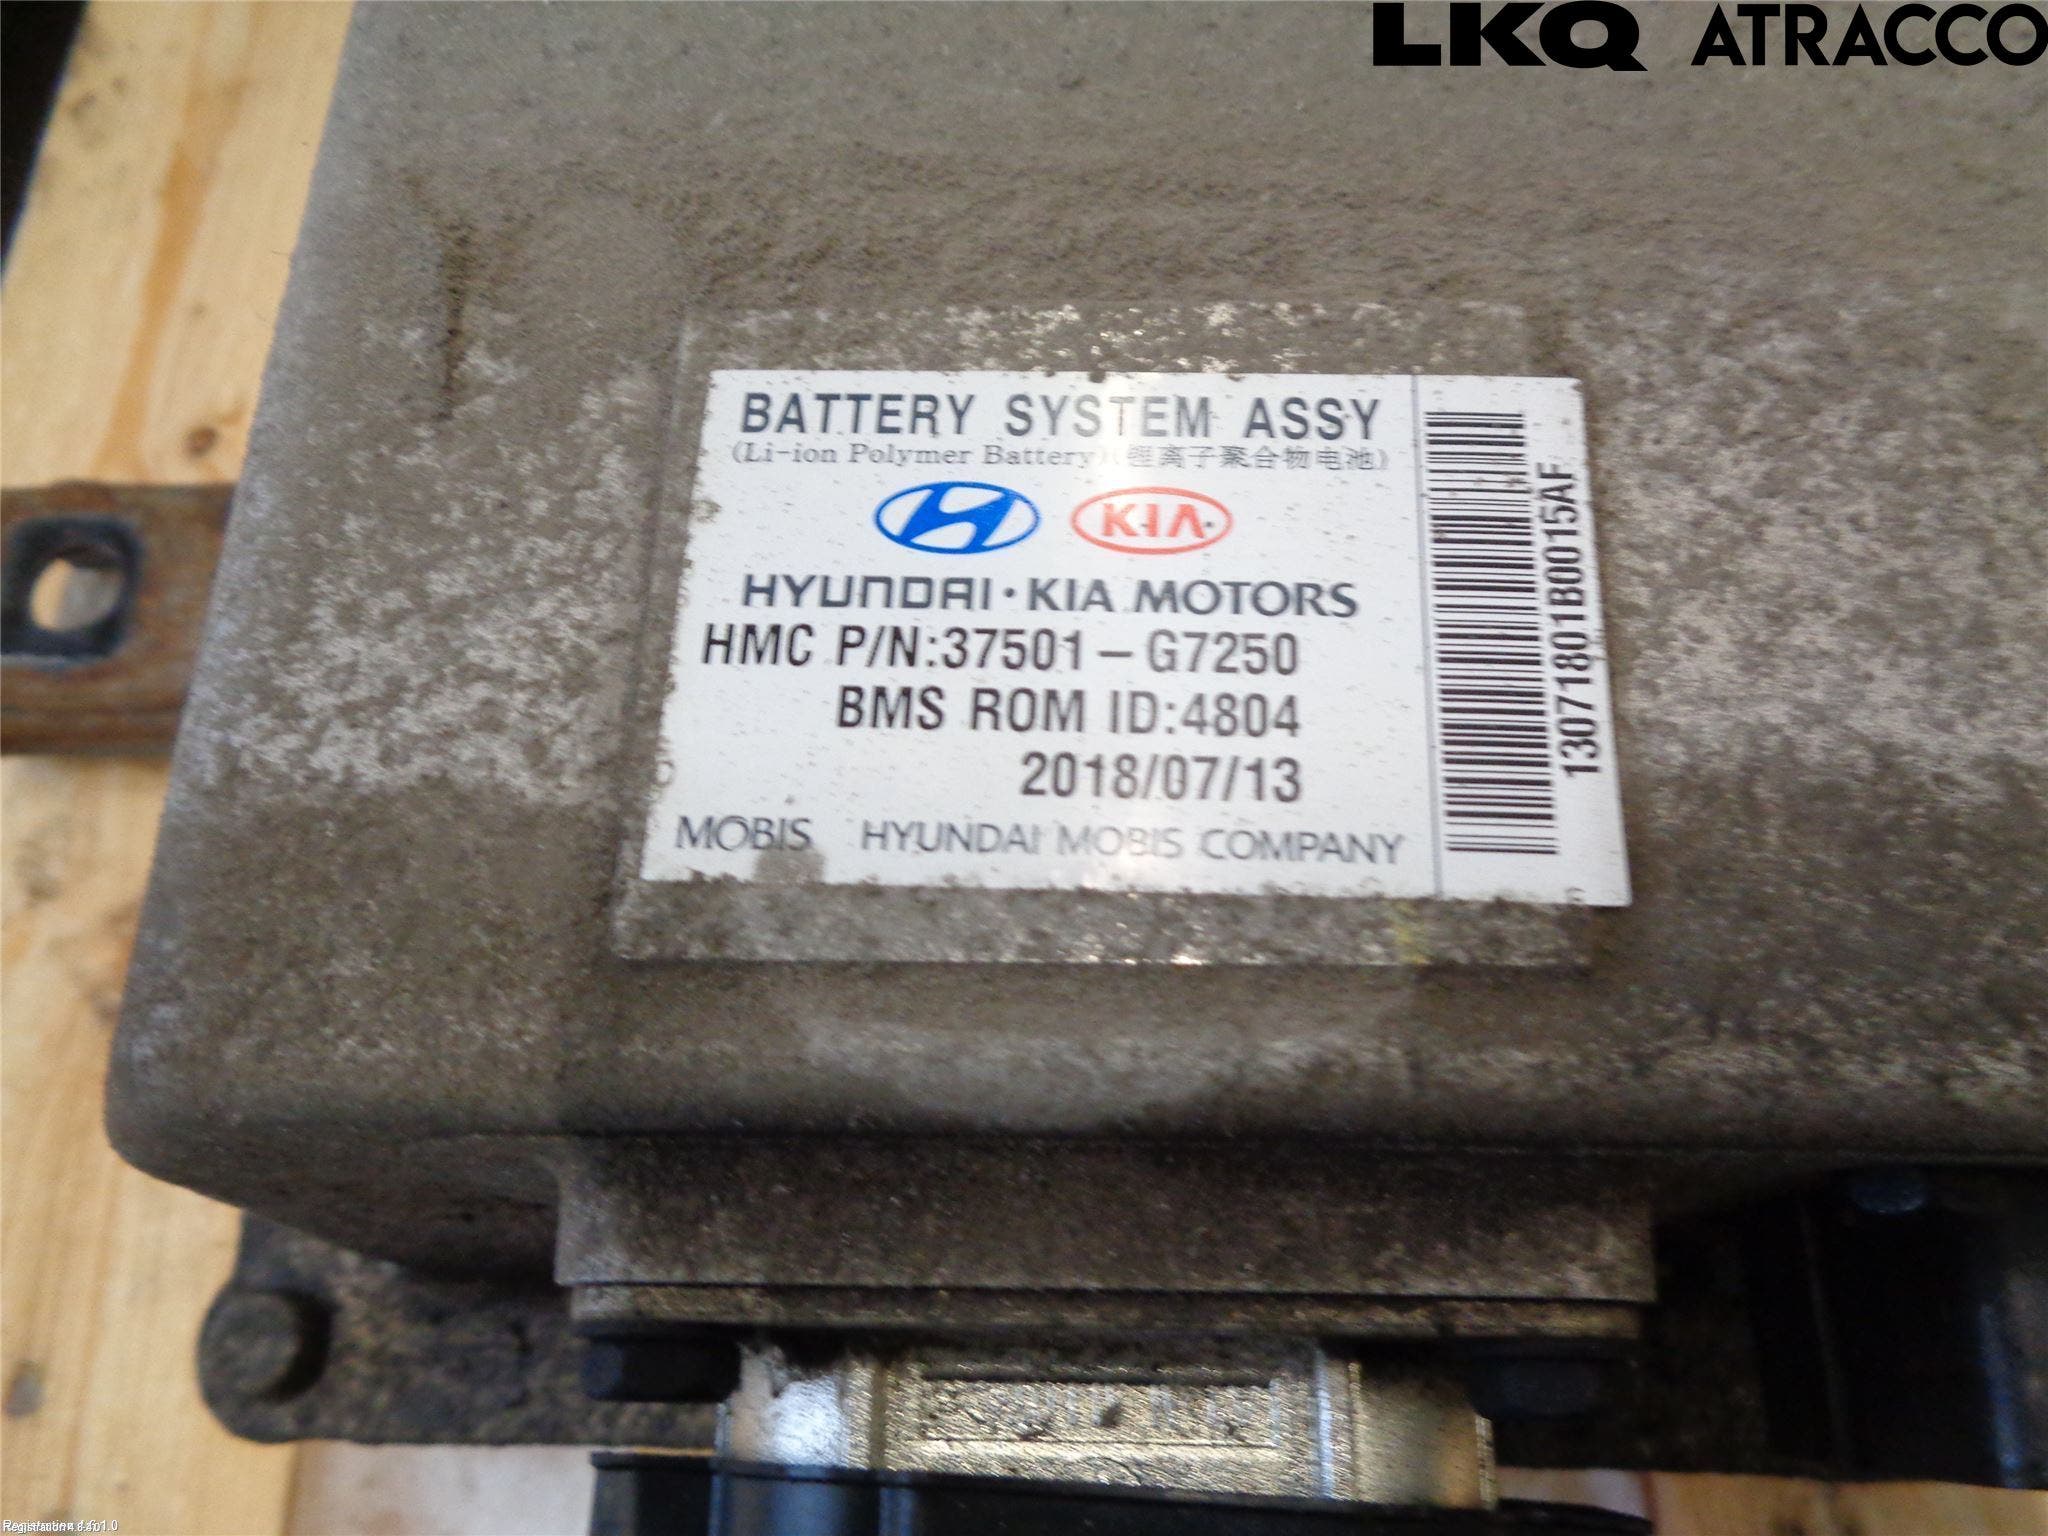 LKQ ATRACCO
BATTERY SYSTEM ASSY
(Li-ion Polymer Battery) (锂离子聚合物电池)
KIA
HYUNDAI · KIA MOTORS
HMC P/N:37501-G7250
BMS ROM ID:4804
2018/07/13
MOBIS HYUNDAI MOBIS COMPANY
13071801B0015AF